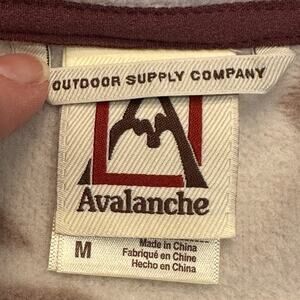 OUTDOOR SUPPLY COMPANY
Avalanche
M
Made in China
Fabriqué en Chine
Hecho en China